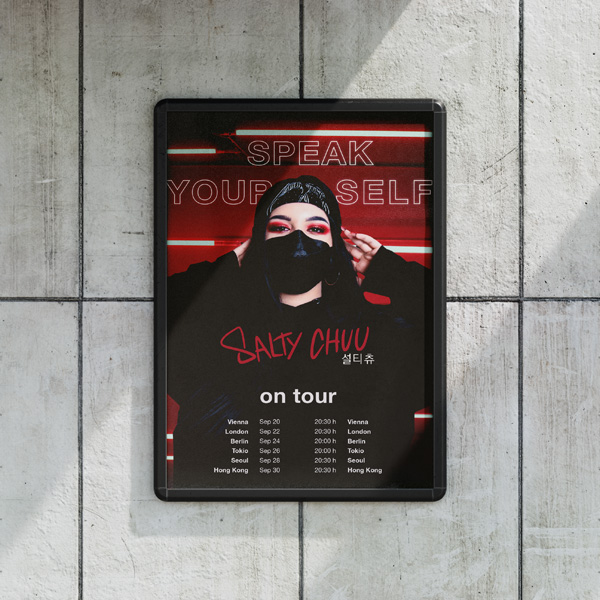 SPEAK
YOURSELF
SALTY CHUU
설티츄
on tour
Vienna Sep 20 20:30 h Vienna
London Sep 22 20:30 h London
Berlin Sep 24 20:00 h Berlin
Tokio Sep 26 20:00 h Tokio
Seoul Sep 28 20:30 h Seoul
Hong Kong Sep 30 20:30 h Hong Kong